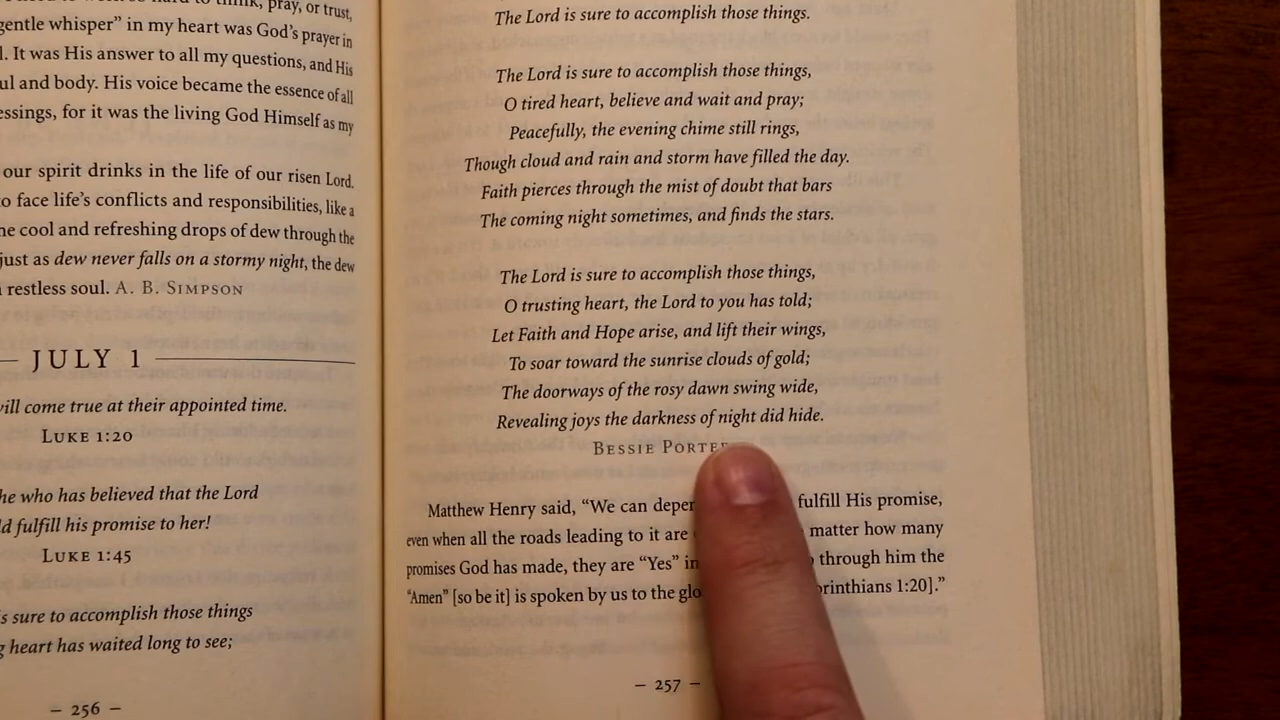 pray, or trust,
gentle whisper” in my heart was God’s prayer in
It was His answer to all my questions, and His
and body. His voice became the essence of all
for it was the living God Himself as my
our spirit drinks in the life of our risen Lord.
to face life’s conflicts and responsibilities, like a
cool and refreshing drops of dew through the
just as dew never falls on a stormy night, the dew
restless soul. A. B. SIMPSON
JULY 1
will come true at their appointed time.
LUKE 1:20
who has believed that the Lord
fulfill his promise to her!
LUKE 1:45
is sure to accomplish those things
heart has waited long to see;
– 256 –
The Lord is sure to accomplish those things.
The Lord is sure to accomplish those things,
O tired heart, believe and wait and pray;
Peacefully, the evening chime still rings,
Though cloud and rain and storm have filled the day.
Faith pierces through the mist of doubt that bars
The coming night sometimes, and finds the stars.
The Lord is sure to accomplish those things,
O trusting heart, the Lord to you has told;
Let Faith and Hope arise, and lift their wings,
To soar toward the sunrise clouds of gold;
The doorways of the rosy dawn swing wide,
Revealing joys the darkness of night did hide.
BESSIE PORTER
Matthew Henry said, “We can fulfill His promise,
even when all the roads leading to it are matter how many
promises God has made, they are “Yes” in through him the
“Amen” [so be it] is spoken by us to the 1:20].”
– 257 –